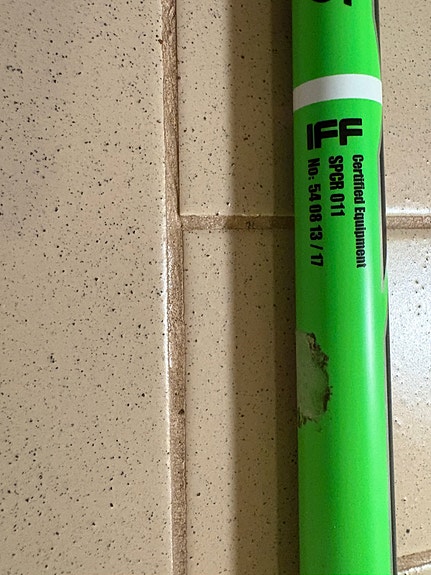 IFF
Certified Equipment
SPCR 011
No: 54 08 13 / 17